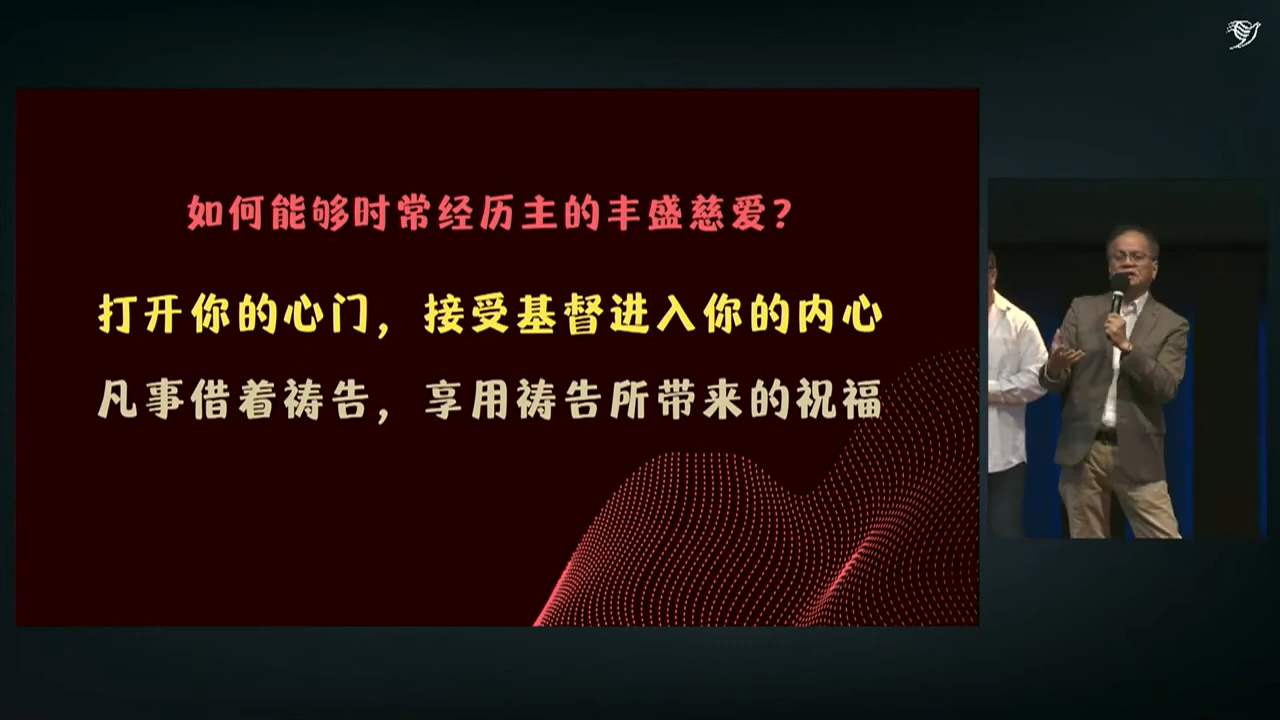 如何能够时常经历主的丰盛慈爱？
打开你的心门，接受基督进入你的内心
凡事借着祷告，享用祷告所带来的祝福